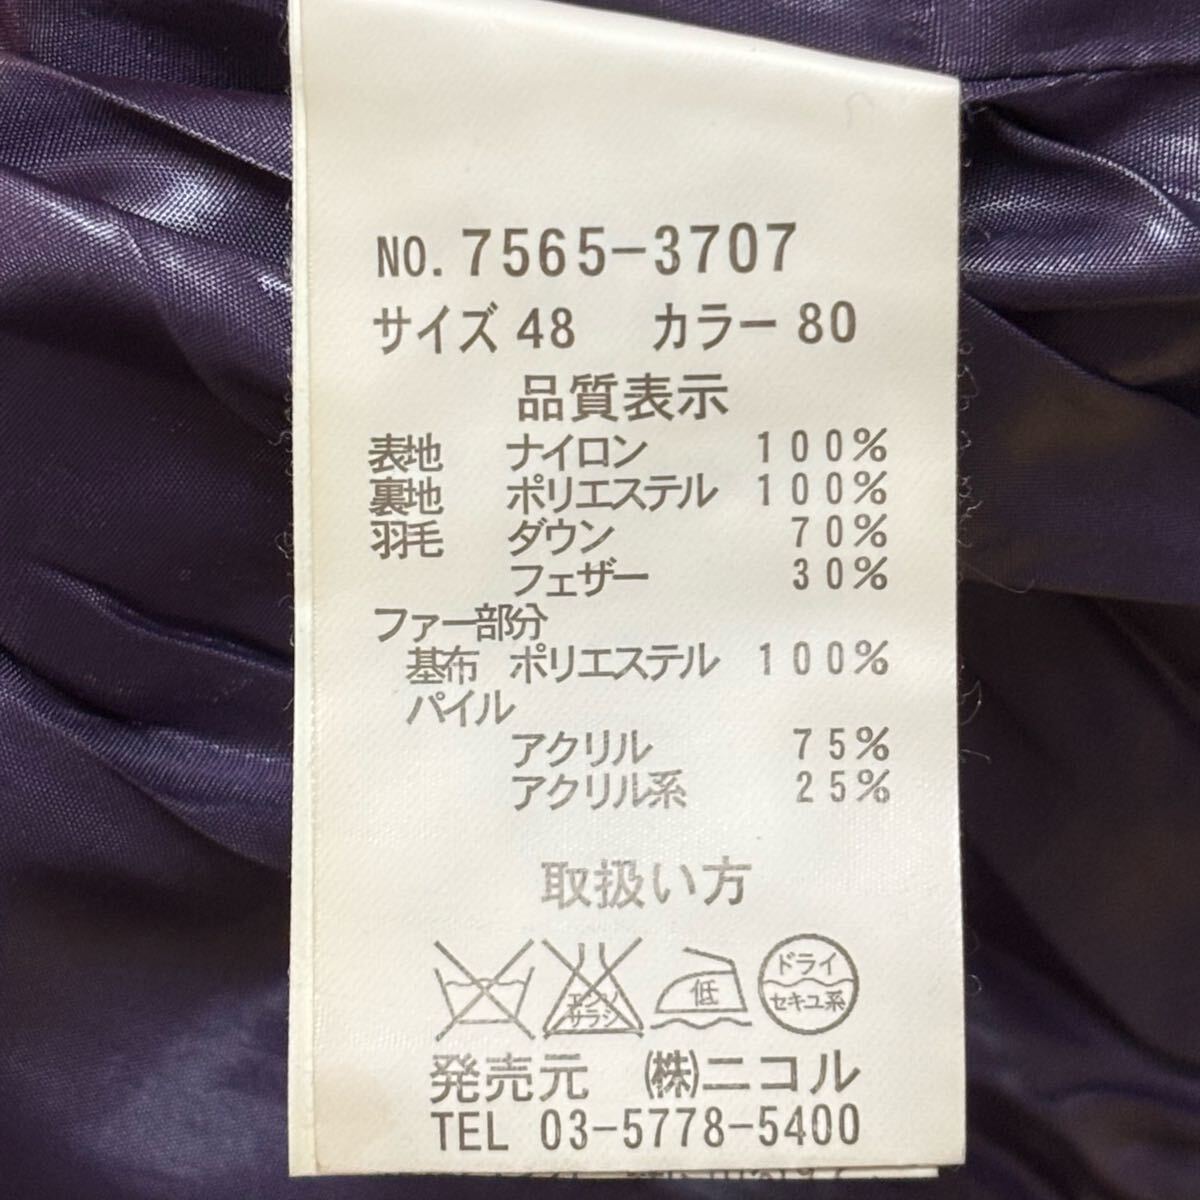 NO. 7565-3707
サイズ 48 カラー 80
品質表示
表地 ナイロン 100%
裏地 ポリエステル 100%
羽毛 ダウン 70%
フェザー 30%
ファー部分
基布 ポリエステル 100%
パイル
アクリル 75%
アクリル系 25%
取扱い方
エンソ
サラシ
低
ドライ
セキユ系
発売元 ㈱ニコル
TEL 03-5778-5400